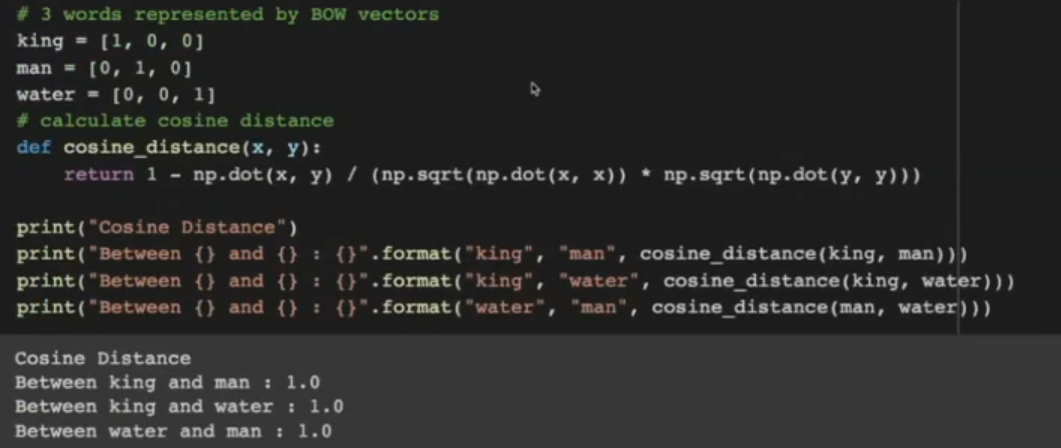 # 3 words represented by BOW vectors
king = [1, 0, 0]
man = [0, 1, 0]
water = [0, 0, 1]
# calculate cosine distance
def cosine_distance(x, y):
    return 1 - np.dot(x, y) / (np.sqrt(np.dot(x, x)) * np.sqrt(np.dot(y, y)))
print("Cosine Distance")
print("Between {} and {} : {}".format("king", "man", cosine_distance(king, man)))
print("Between {} and {} : {}".format("king", "water", cosine_distance(king, water)))
print("Between {} and {} : {}".format("water", "man", cosine_distance(man, water)))
Cosine Distance
Between king and man : 1.0
Between king and water : 1.0
Between water and man : 1.0